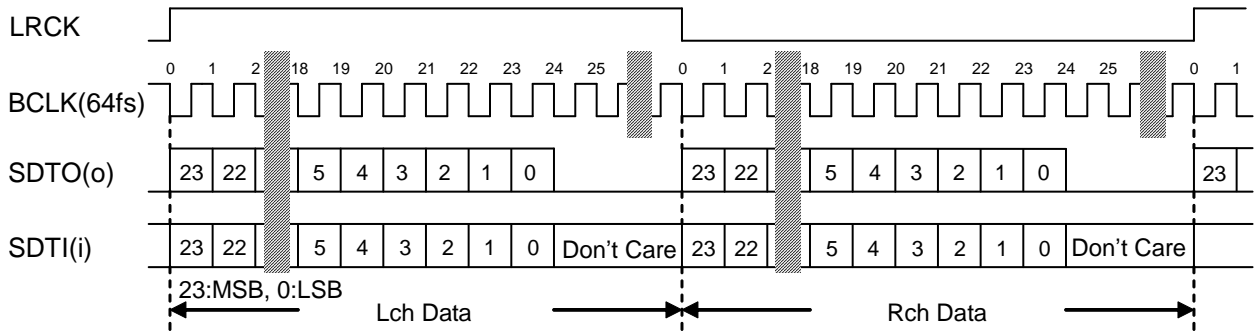 LRCK
0 1 2 18 19 20 21 22 23 24 25 0 1 2 18 19 20 21 22 23 24 25 0 1
BCLK(64fs)
SDTO(o) 23 22 5 4 3 2 1 0 23 22 5 4 3 2 1 0 23
SDTI(i) 23 22 5 4 3 2 1 0 Don't Care 23 22 5 4 3 2 1 0 Don't Care
23:MSB, 0:LSB
Lch Data Rch Data